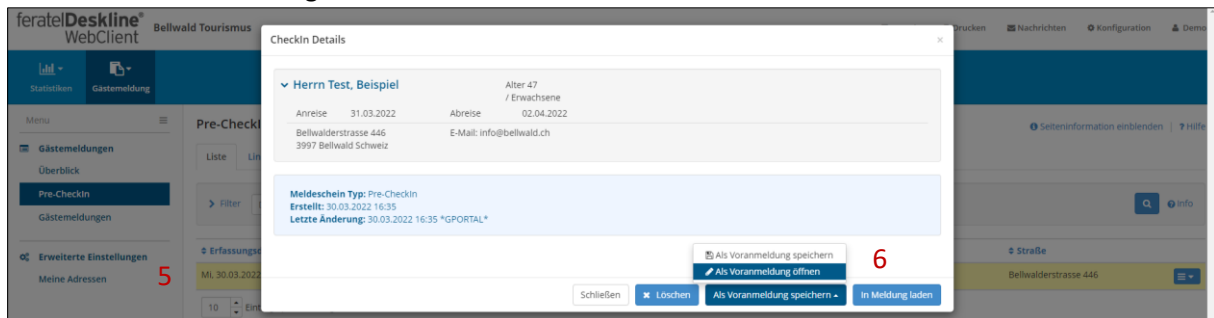 feratelDeskline®
WebClient
Bellwald Tourismus
CheckIn Details
×
Drucken
Nachrichten
Konfiguration
Demo
Statistiken
Gästemeldung
Herrn Test, Beispiel
Alter 47
/ Erwachsene
Anreise 31.03.2022 Abreise 02.04.2022
Bellwalderstrasse 446 E-Mail: info@bellwald.ch
3997 Bellwald Schweiz
Menu
Pre-CheckI
Seiteninformation einblenden | ? Hilfe
Gästemeldungen
Überblick
Pre-CheckIn
Gästemeldungen
Liste Lin
Filter
Info
Meldeschein Typ: Pre-CheckIn
Erstellt: 30.03.2022 16:35
Letzte Änderung: 30.03.2022 16:35 *GPORTAL*
Erweiterte Einstellungen
Meine Adressen
5
Erfassungsd
Straße
Mi, 30.03.2022
Bellwalderstrasse 446
10 Eint
Als Voranmeldung speichern
Als Voranmeldung öffnen
6
Schließen
Löschen
Als Voranmeldung speichern
In Meldung laden